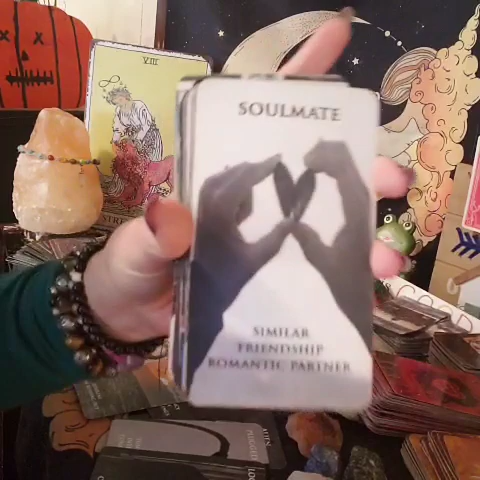 VIII
SOULMATE
SIMILAR
FRIENDSHIP
ROMANTIC PARTNER